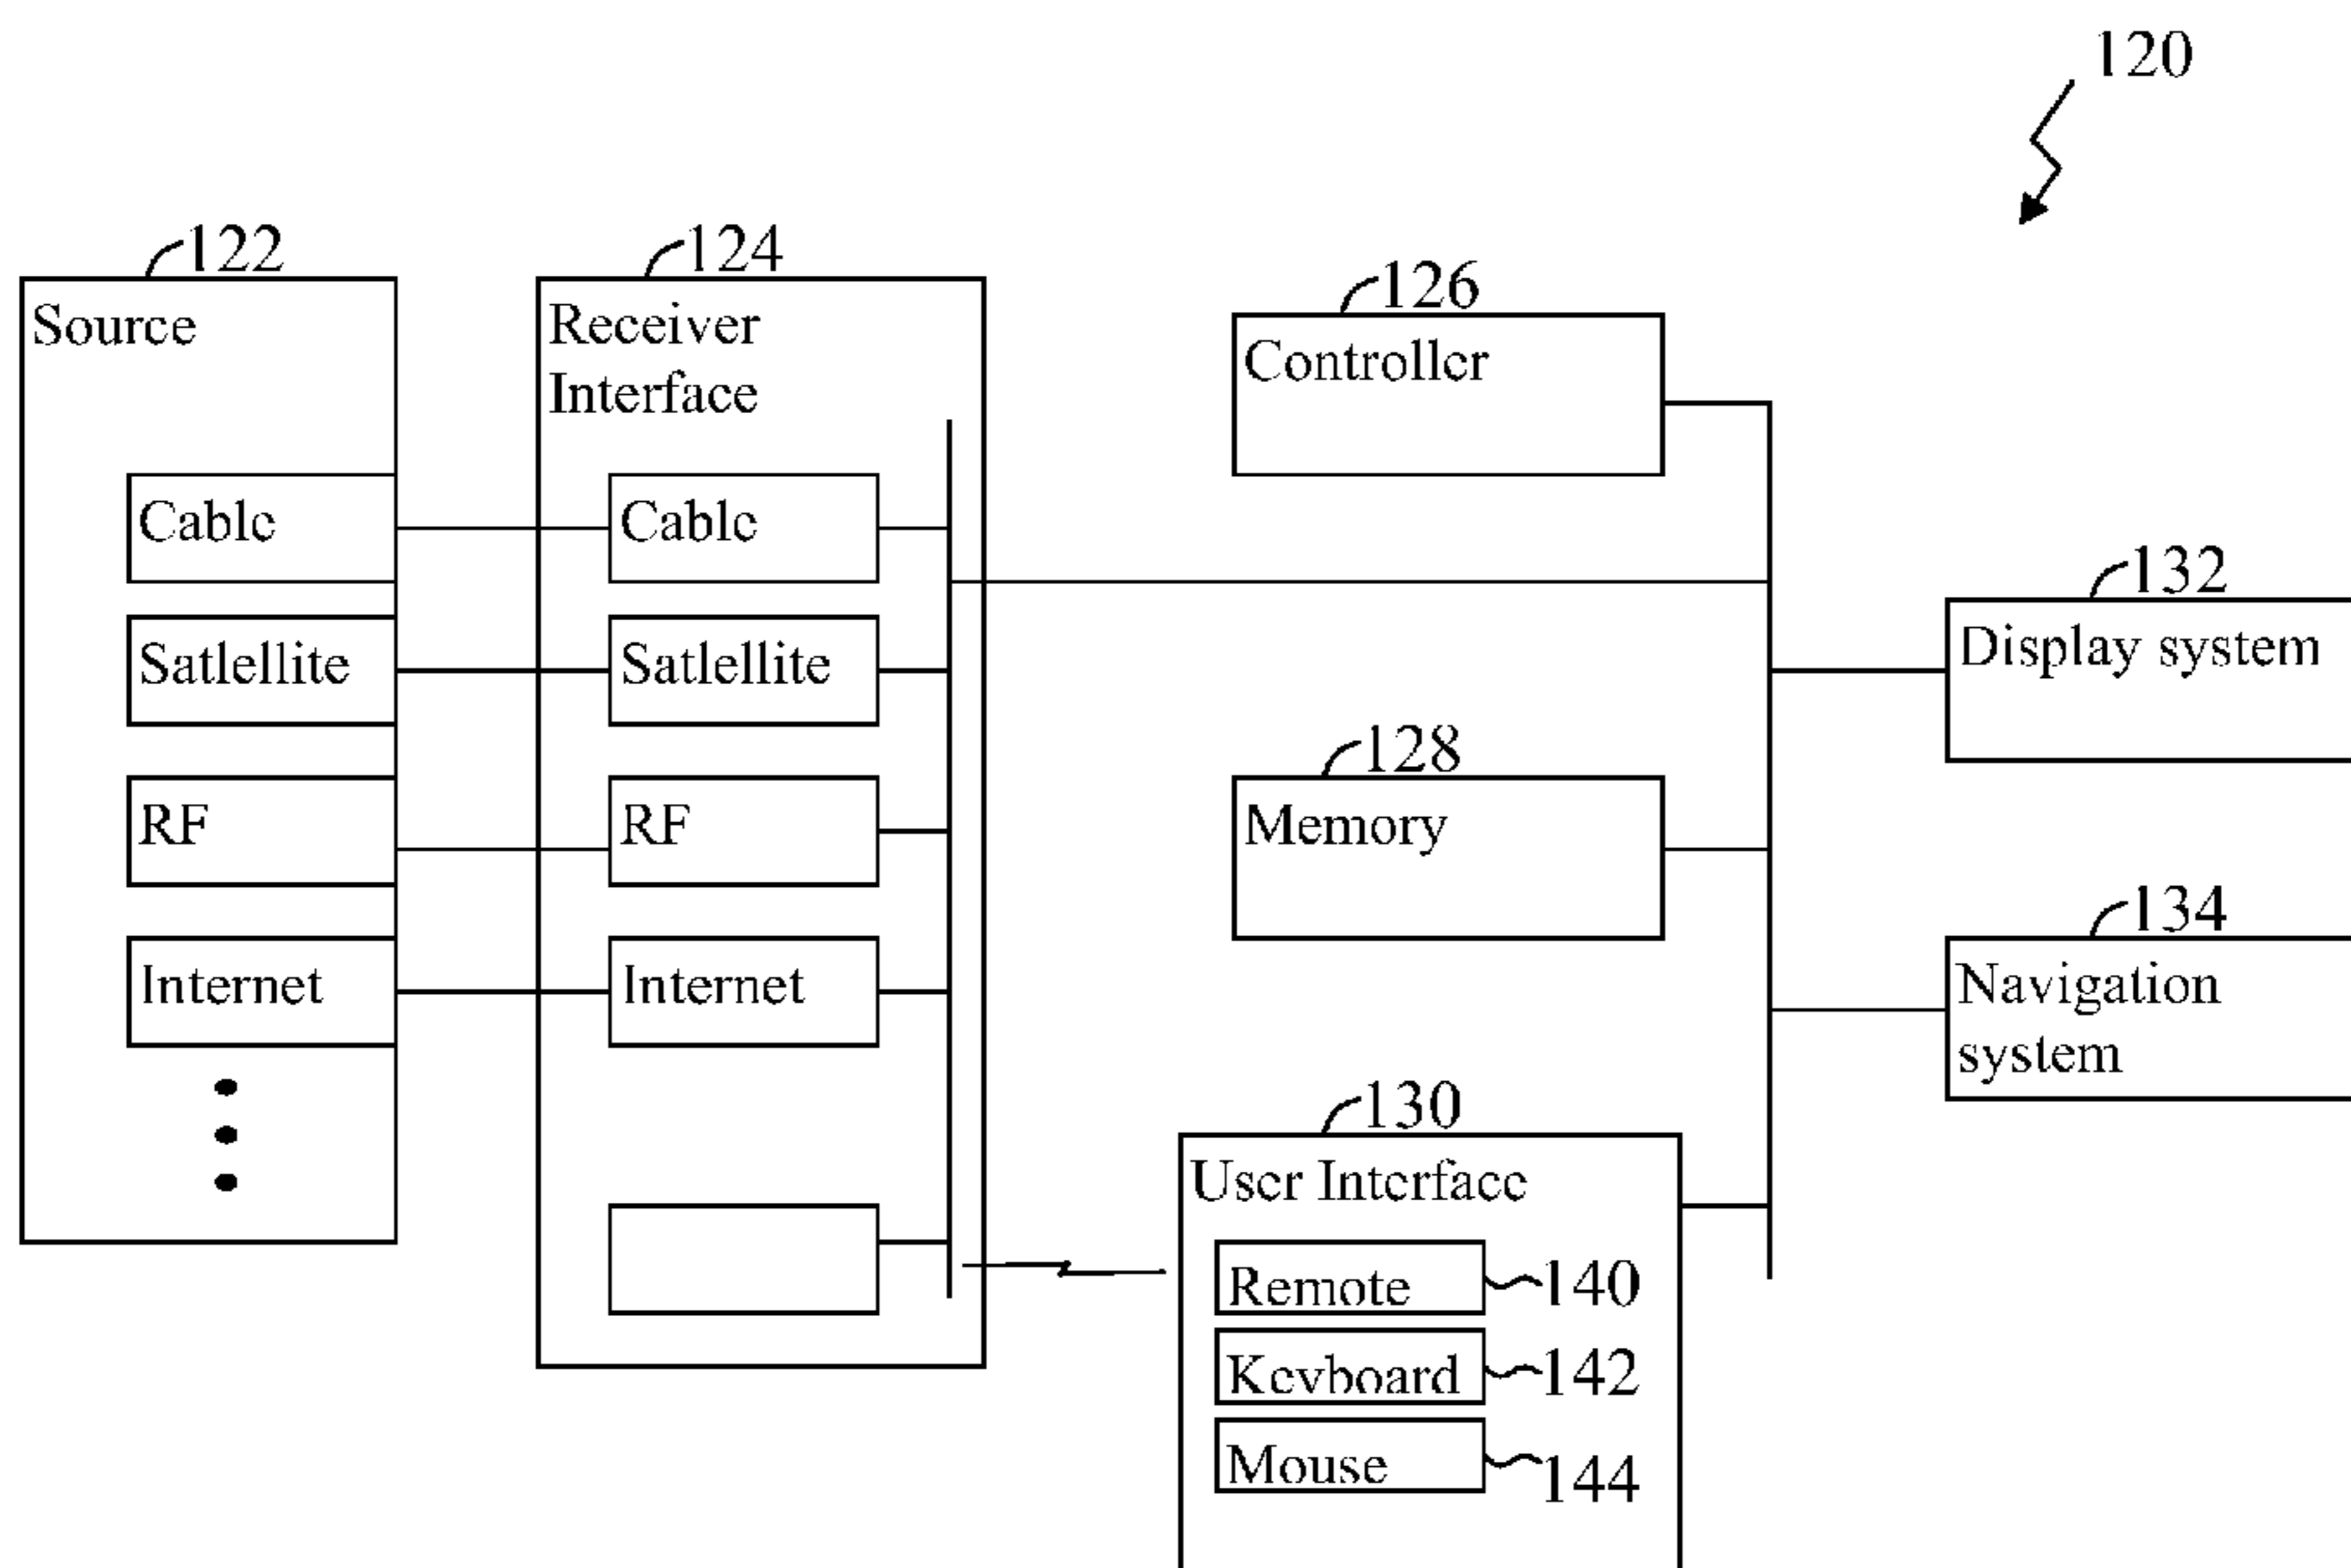 120
122
Source
Cable
Satlellite
RF
Internet
124
Receiver
Interface
Cable
Satlellite
RF
Internet
126
Controller
128
Memory
130
User Interface
Remote
140
Keyboard
142
Mouse
144
132
Display system
134
Navigation
system